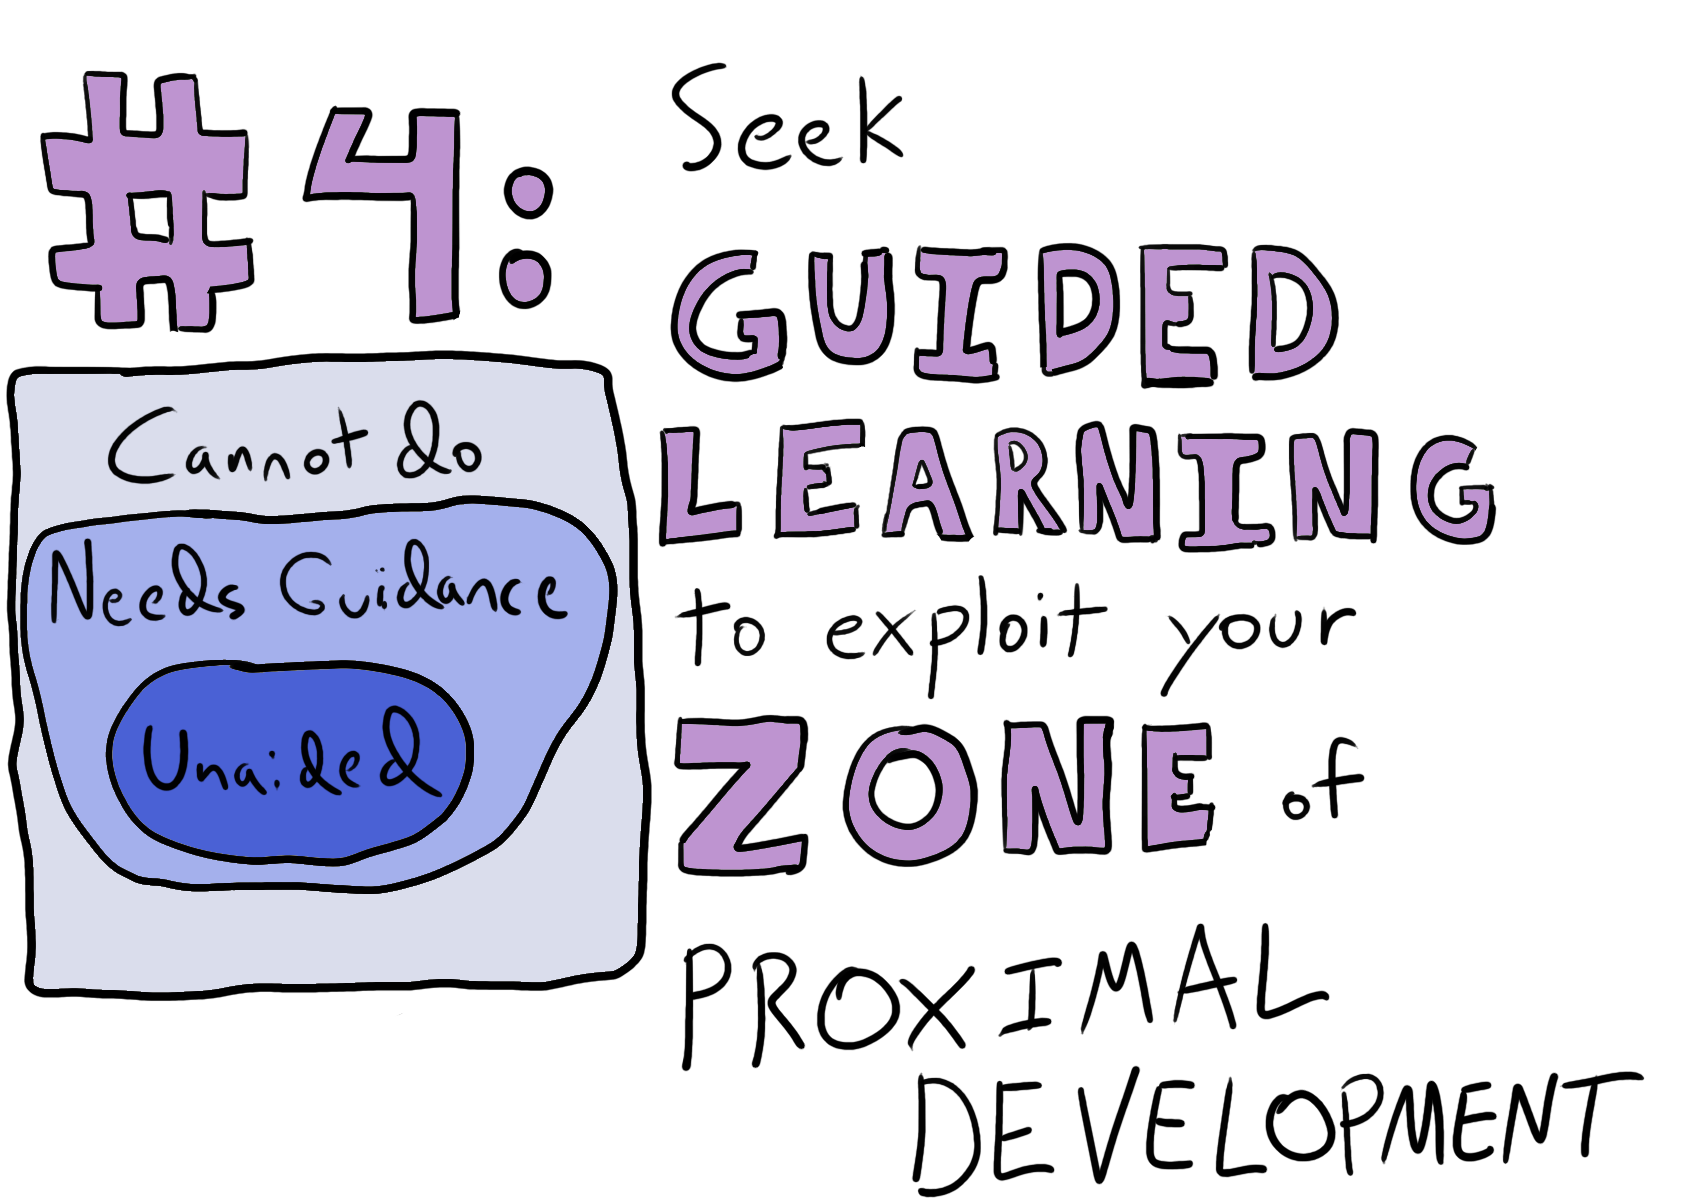 #4:
Seek
GUIDED
LEARNING
to exploit your
ZONE of
PROXIMAL
DEVELOPMENT
Cannot do
Needs Guidance
Unaided